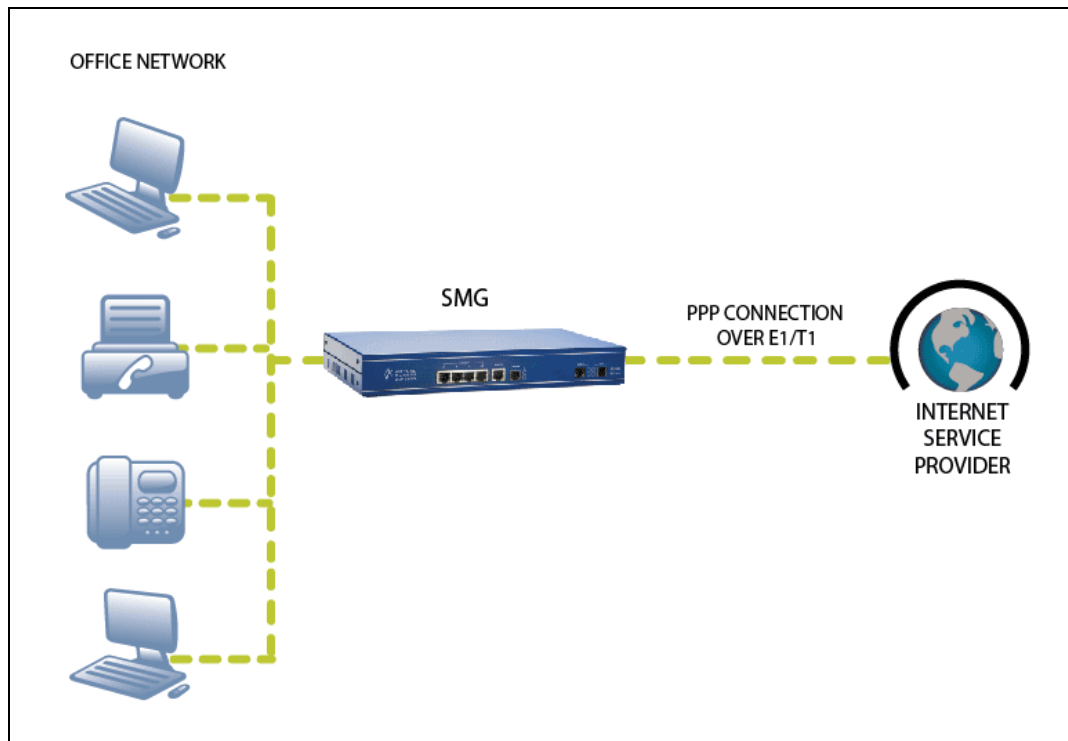 OFFICE NETWORK
SMG
PPP CONNECTION
OVER E1/T1
INTERNET
SERVICE
PROVIDER